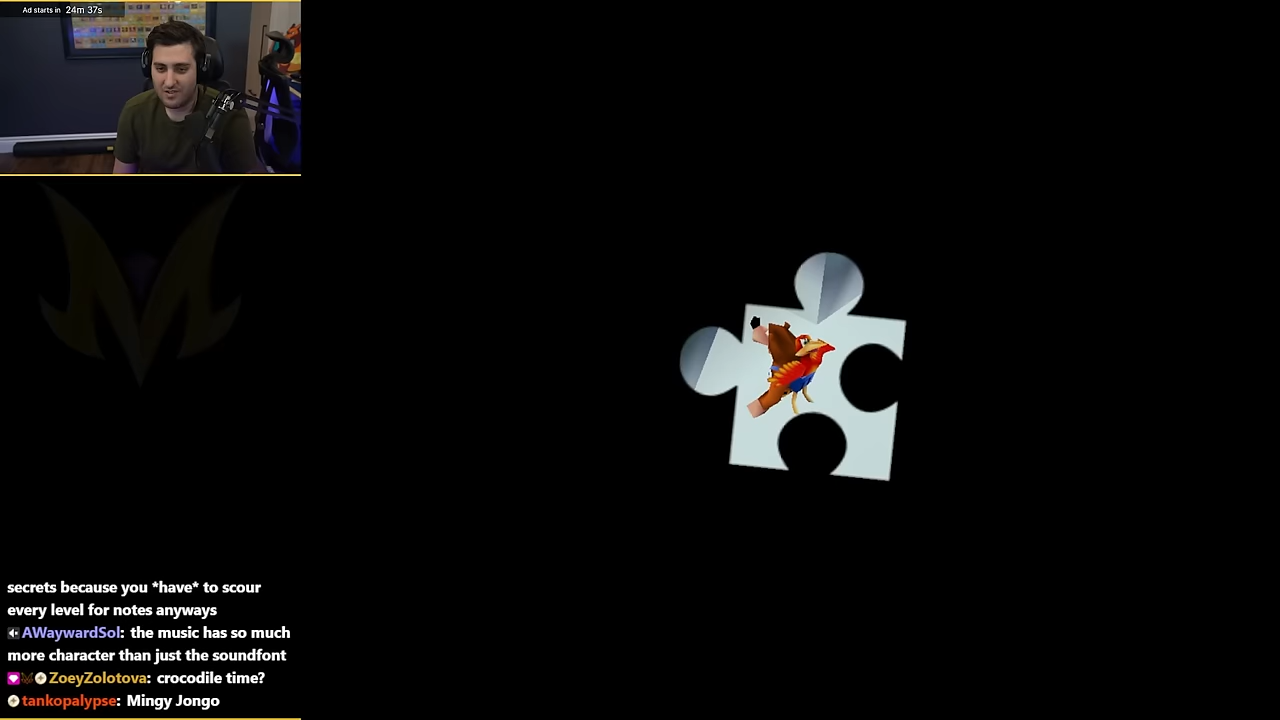 Ad starts in 24m 37s
secrets because you *have* to scour
every level for notes anyways
AWaywardSol: the music has so much
more character than just the soundfont
ZoeyZolotova: crocodile time?
tankopalypse: Mingy Jongo